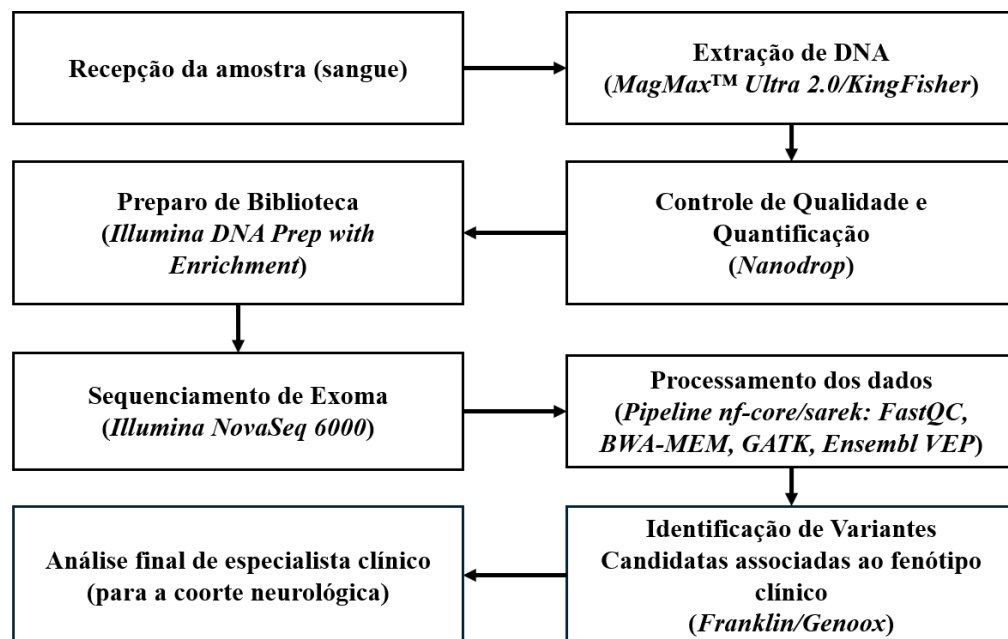 Recepção da amostra (sangue)
Extração de DNA
(MagMax™ Ultra 2.0/KingFisher)
Preparo de Biblioteca
(Illumina DNA Prep with
Enrichment)
Controle de Qualidade e
Quantificação
(Nanodrop)
Sequenciamento de Exoma
(Illumina NovaSeq 6000)
Processamento dos dados
(Pipeline nf-core/sarek: FastQC,
BWA-MEM, GATK, Ensembl VEP)
Análise final de especialista clínico
(para a coorte neurológica)
Identificação de Variantes
Candidatas associadas ao fenótipo
clínico
(Franklin/Genoox)